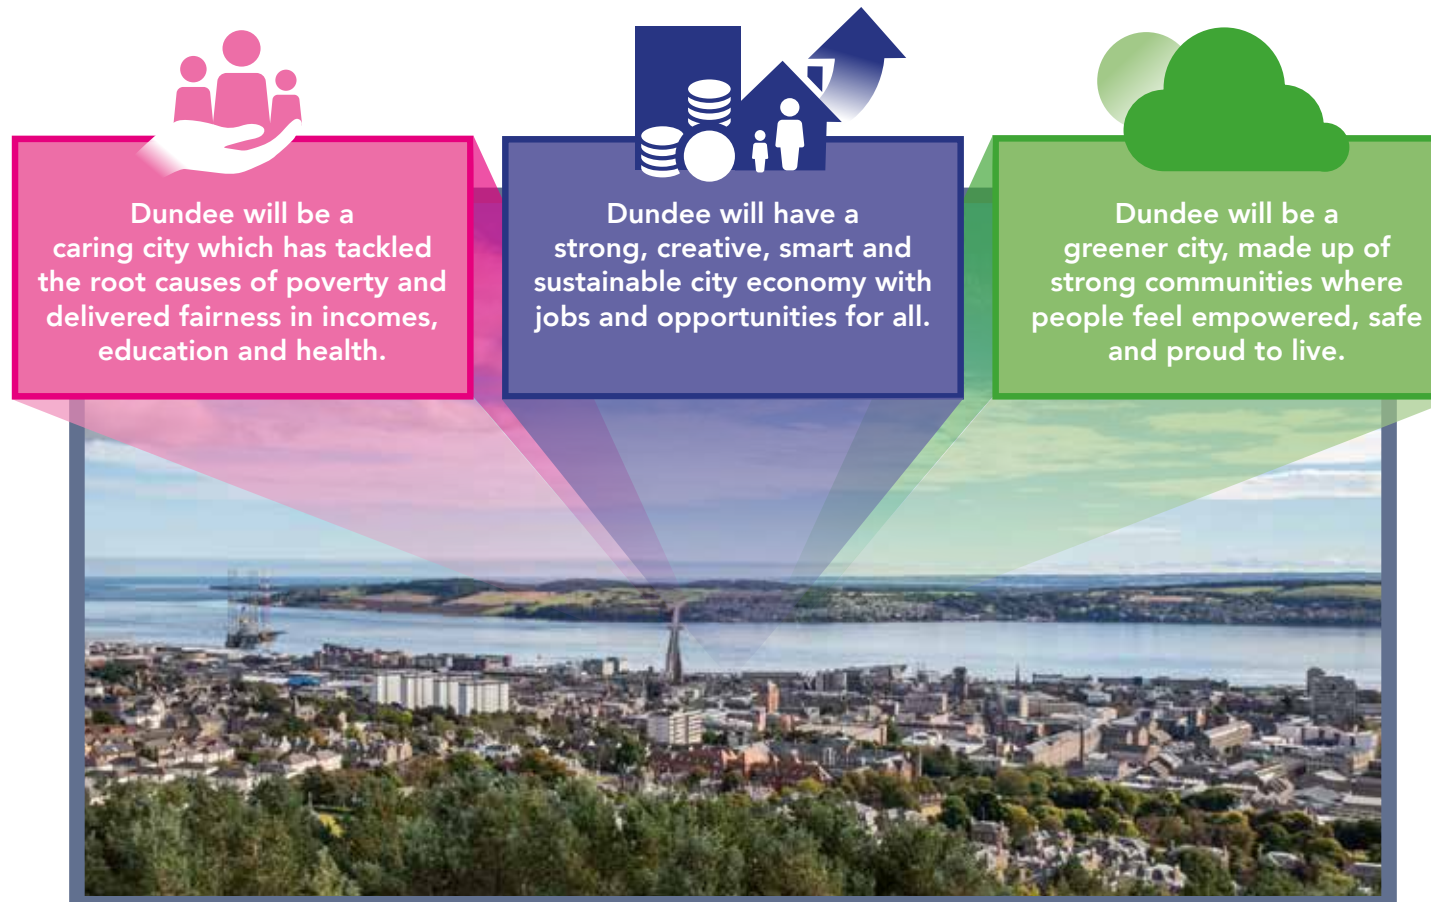 Dundee will be a
caring city which has tackled
the root causes of poverty and
delivered fairness in incomes,
education and health.
Dundee will have a
strong, creative, smart and
sustainable city economy with
jobs and opportunities for all.
Dundee will be a
greener city, made up of
strong communities where
people feel empowered, safe
and proud to live.